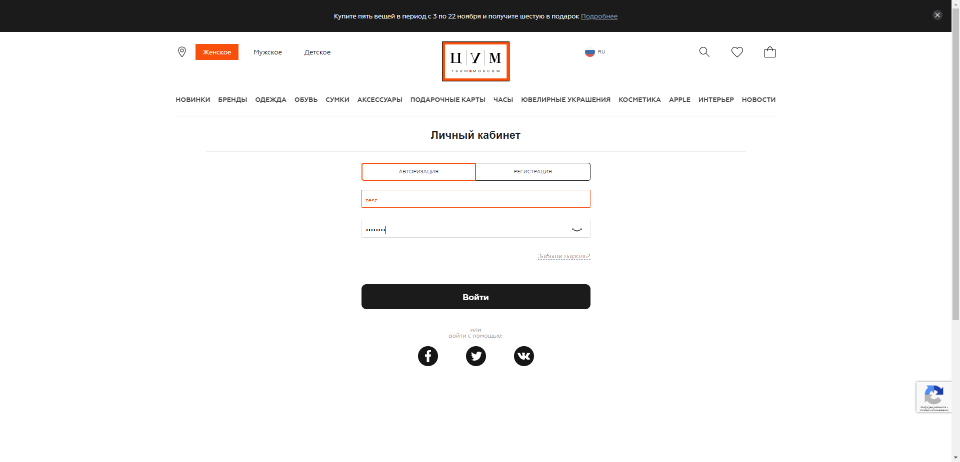 Купите пять вещей в период с 3 по 22 ноября и получите шестую в подарок Подробнее
Женское Мужское Детское
ЦУМ
RU
НОВИНКИ БРЕНДЫ ОДЕЖДА ОБУВЬ СУМКИ АКСЕССУАРЫ ПОДАРОЧНЫЕ КАРТЫ ЧАСЫ ЮВЕЛИРНЫЕ УКРАШЕНИЯ КОСМЕТИКА APPLE ИНТЕРЬЕР НОВОСТИ
Личный кабинет
АВТОРИЗАЦИЯ РЕГИСТРАЦИЯ
test
••••••••
Забыли пароль?
Войти
или
войти с помощью: